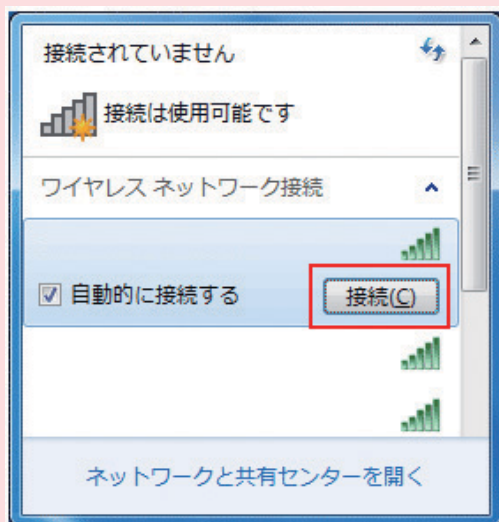 接続されていません
接続は使用可能です
ワイヤレス ネットワーク接続
自動的に接続する
接続(C)
ネットワークと共有センターを開く